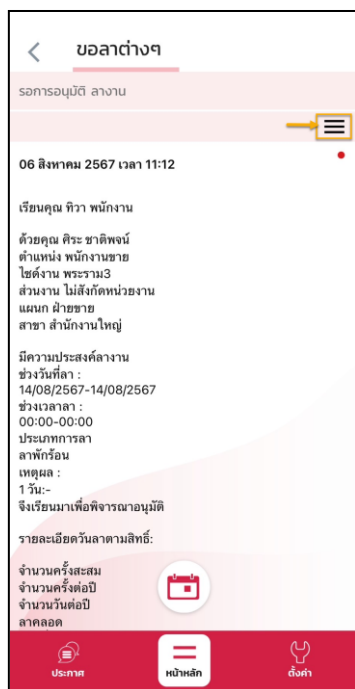 ขอลาต่างๆ
รอการอนุมัติ ลางาน
06 สิงหาคม 2567 เวลา 11:12
เรียนคุณ ทิวา พนักงาน
ด้วยคุณ ศิระ ชาติพจน์
ตำแหน่ง พนักงานขาย
ไซด์งาน พระราม3
ส่วนงาน ไม่สังกัดหน่วยงาน
แผนก ฝ่ายขาย
สาขา สำนักงานใหญ่
มีความประสงค์ลางาน
ช่วงวันที่ลา :
14/08/2567-14/08/2567
ช่วงเวลาลา :
00:00-00:00
ประเภทการลา
ลาพักร้อน
เหตุผล :
1 วัน:-
จึงเรียนมาเพื่อพิจารณาอนุมัติ
รายละเอียดวันลาตามสิทธิ์:
จำนวนครั้งสะสม
จำนวนครั้งต่อปี
จำนวนวันต่อปี
ลาคลอด
ประกาศ
หน้าหลัก
ตั้งค่า